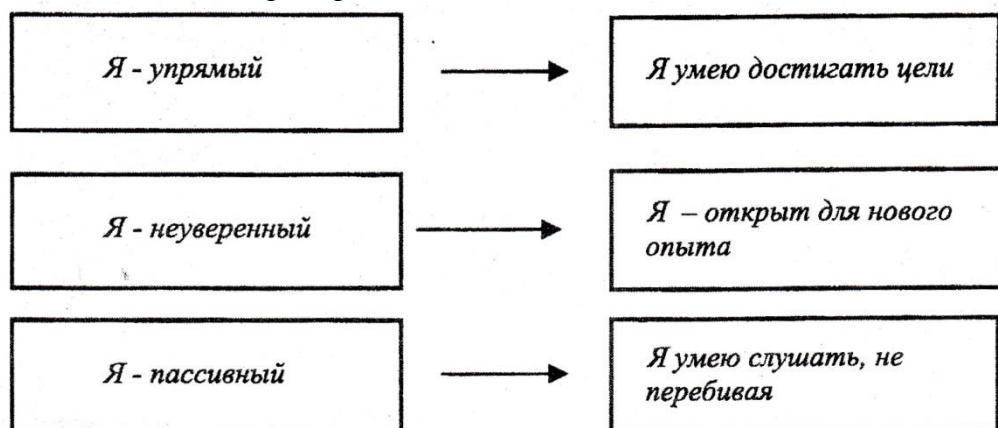 Я - упрямый
Я умею достигать цели
Я - неуверенный
Я – открыт для нового
опыта
Я - пассивный
Я умею слушать, не
перебивая